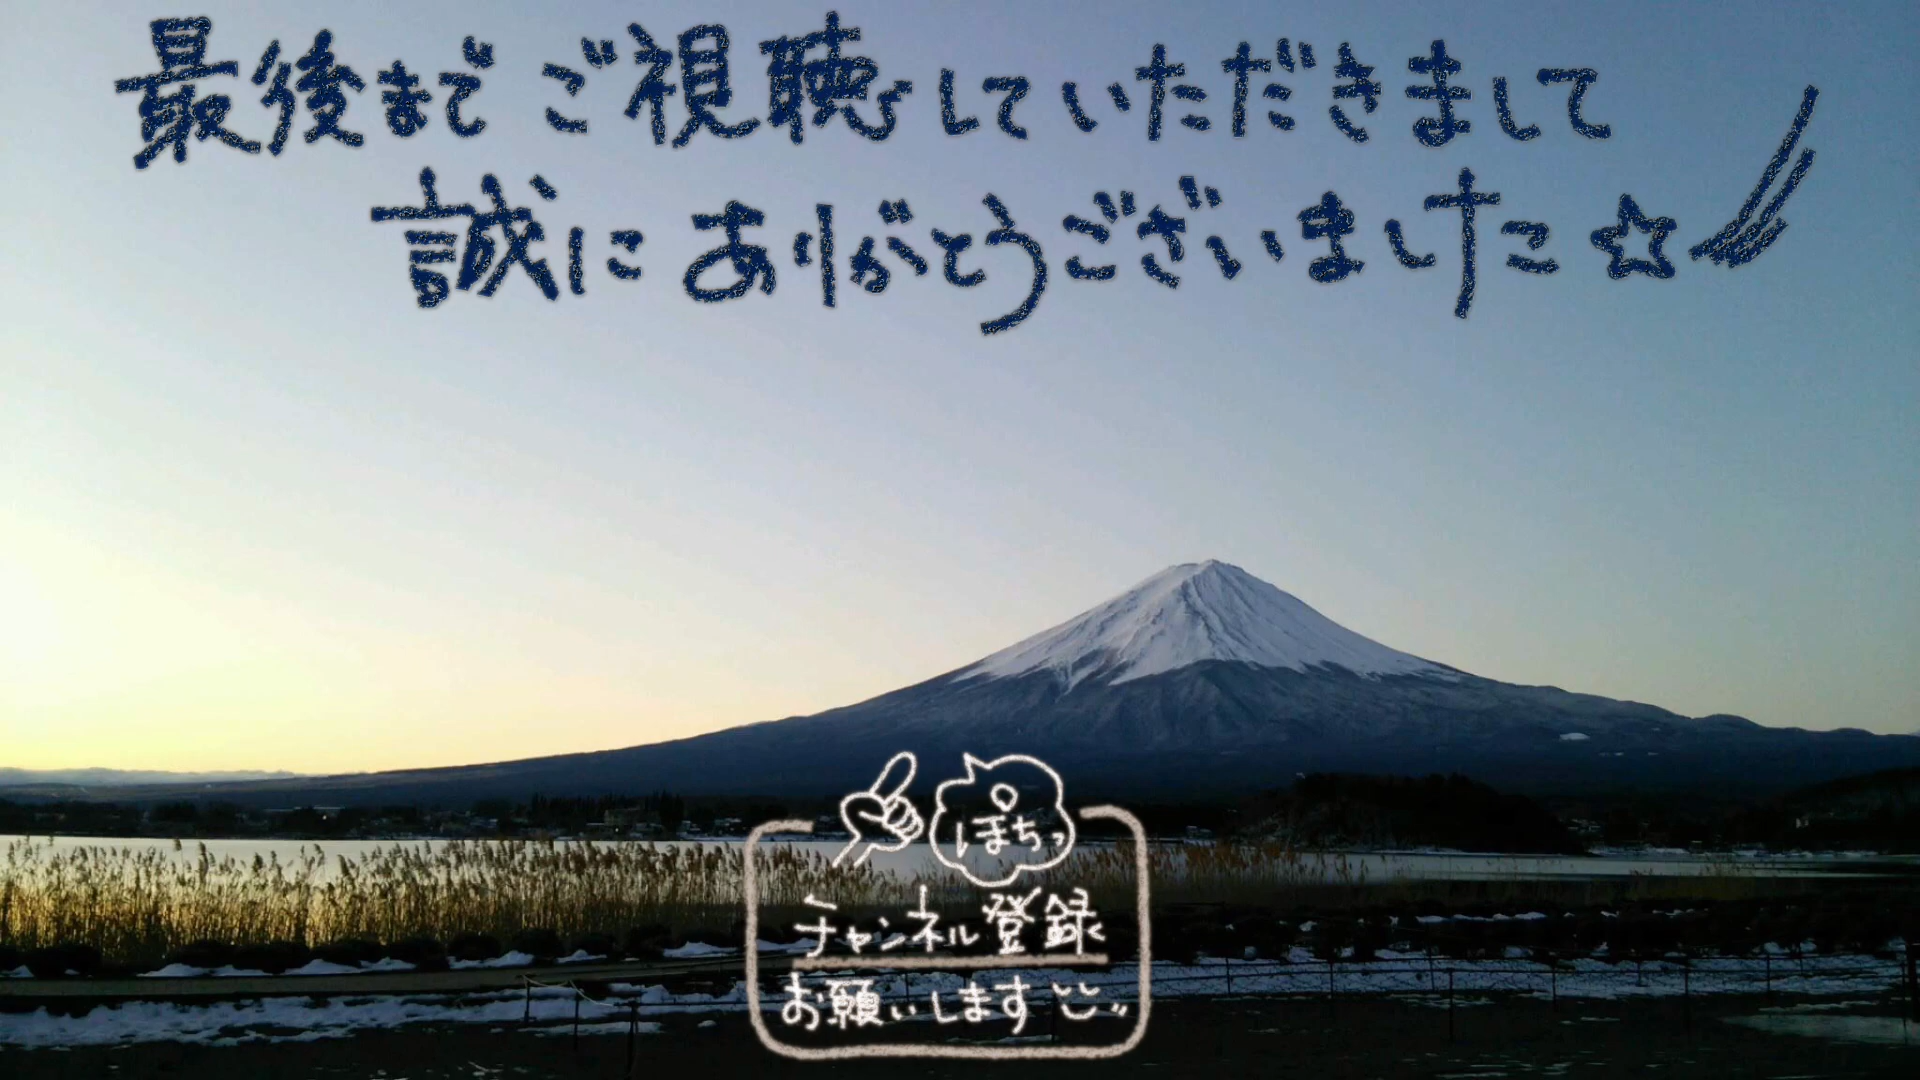 最後までご視聴していただきまして
誠にありがとうございました☆
ぽちっ
チャンネル登録
お願いします